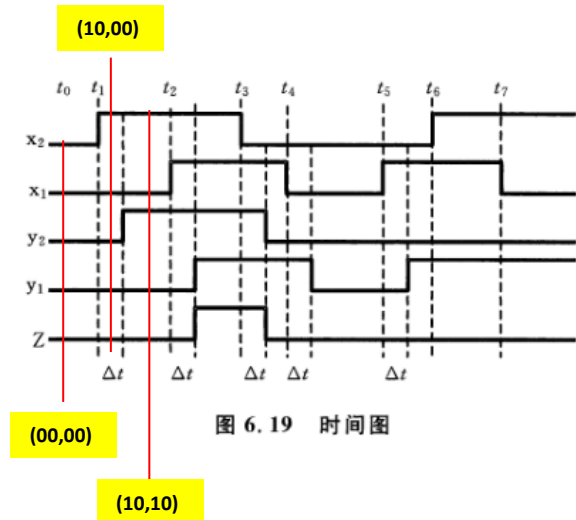 (10,00)
t0 t1 t2 t3 t4 t5 t6 t7
x2
x1
y2
y1
Z
Δt Δt Δt Δt Δt
图 6.19 时间图
(00,00)
(10,10)